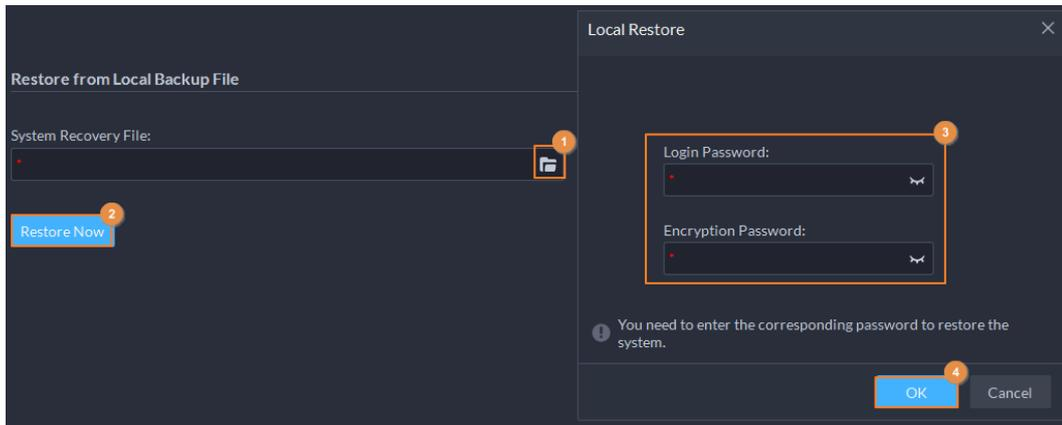 Restore from Local Backup File
System Recovery File:
*
1
2
Restore Now
Local Restore
3
Login Password:
*
Encryption Password:
*
You need to enter the corresponding password to restore the
system.
4
OK
Cancel